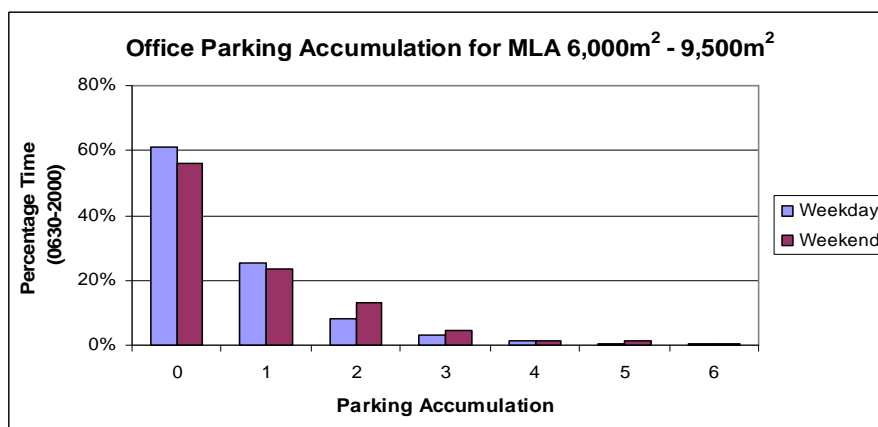 Office Parking Accumulation for MLA 6,000m² - 9,500m²
80%
60%
40%
20%
0%
Percentage Time
(0630-2000)
0 1 2 3 4 5 6
Parking Accumulation
Weekday
Weekend